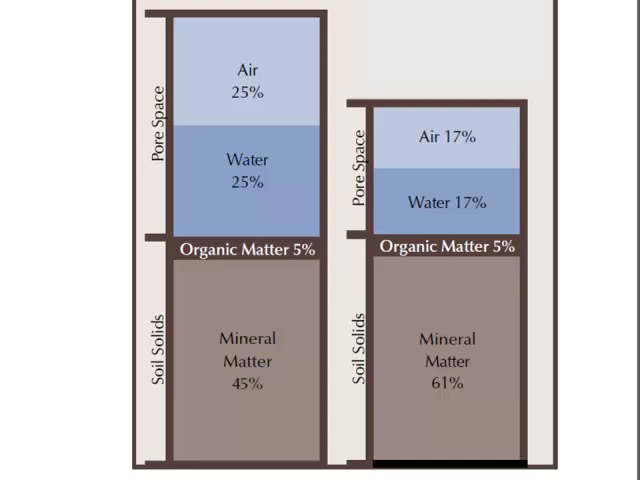 Pore Space
Air
25%
Water
25%
Organic Matter 5%
Soil Solids
Mineral
Matter
45%
Pore Space
Air 17%
Water 17%
Organic Matter 5%
Soil Solids
Mineral
Matter
61%